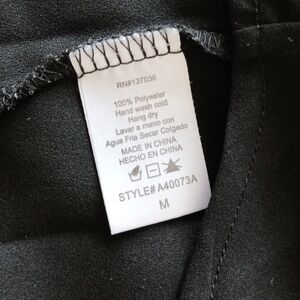 RN#137036
100% Polyester
Hand wash cold
Hang dry
Lavar a mano con
Agua Fria Secar Colgado
MADE IN CHINA
HECHO EN CHINA
STYLE# A40073A
M